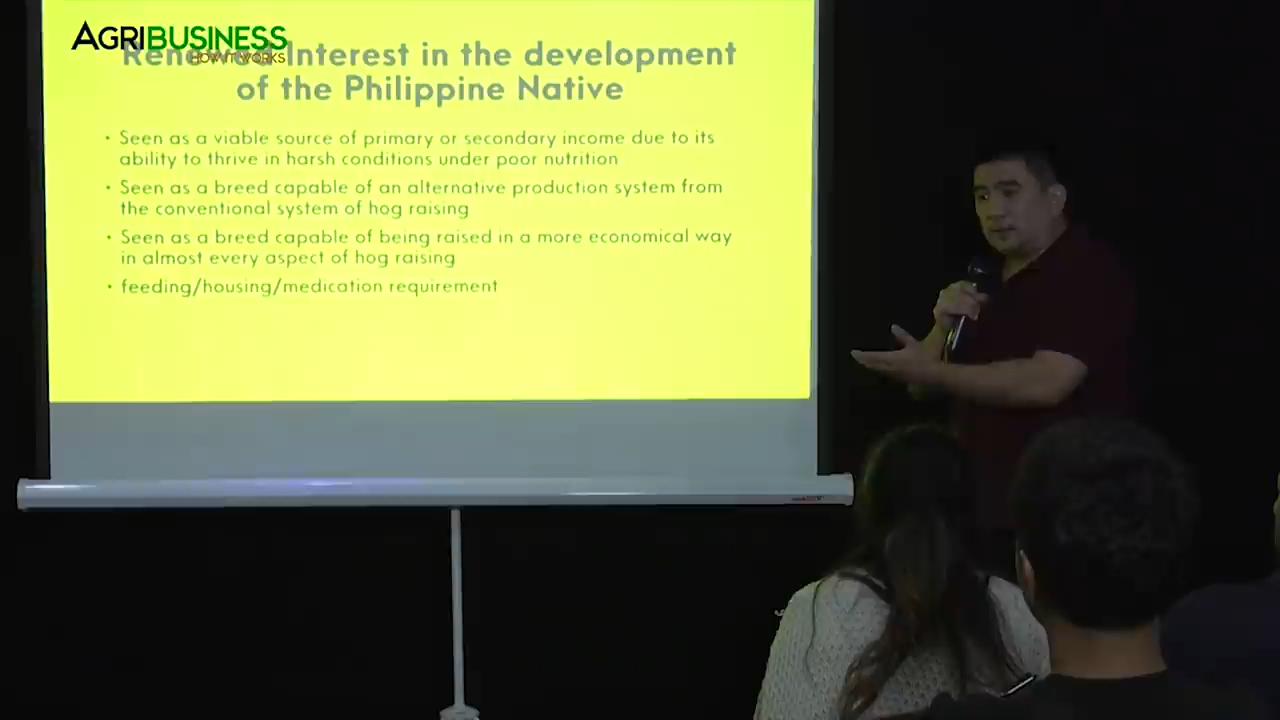 AGRIBUSINESS
HOW IT WORKS
Renewed Interest in the development
of the Philippine Native
• Seen as a viable source of primary or secondary income due to its
ability to thrive in harsh conditions under poor nutrition
• Seen as a breed capable of an alternative production system from
the conventional system of hog raising
• Seen as a breed capable of being raised in a more economical way
in almost every aspect of hog raising
• feeding/housing/medication requirement